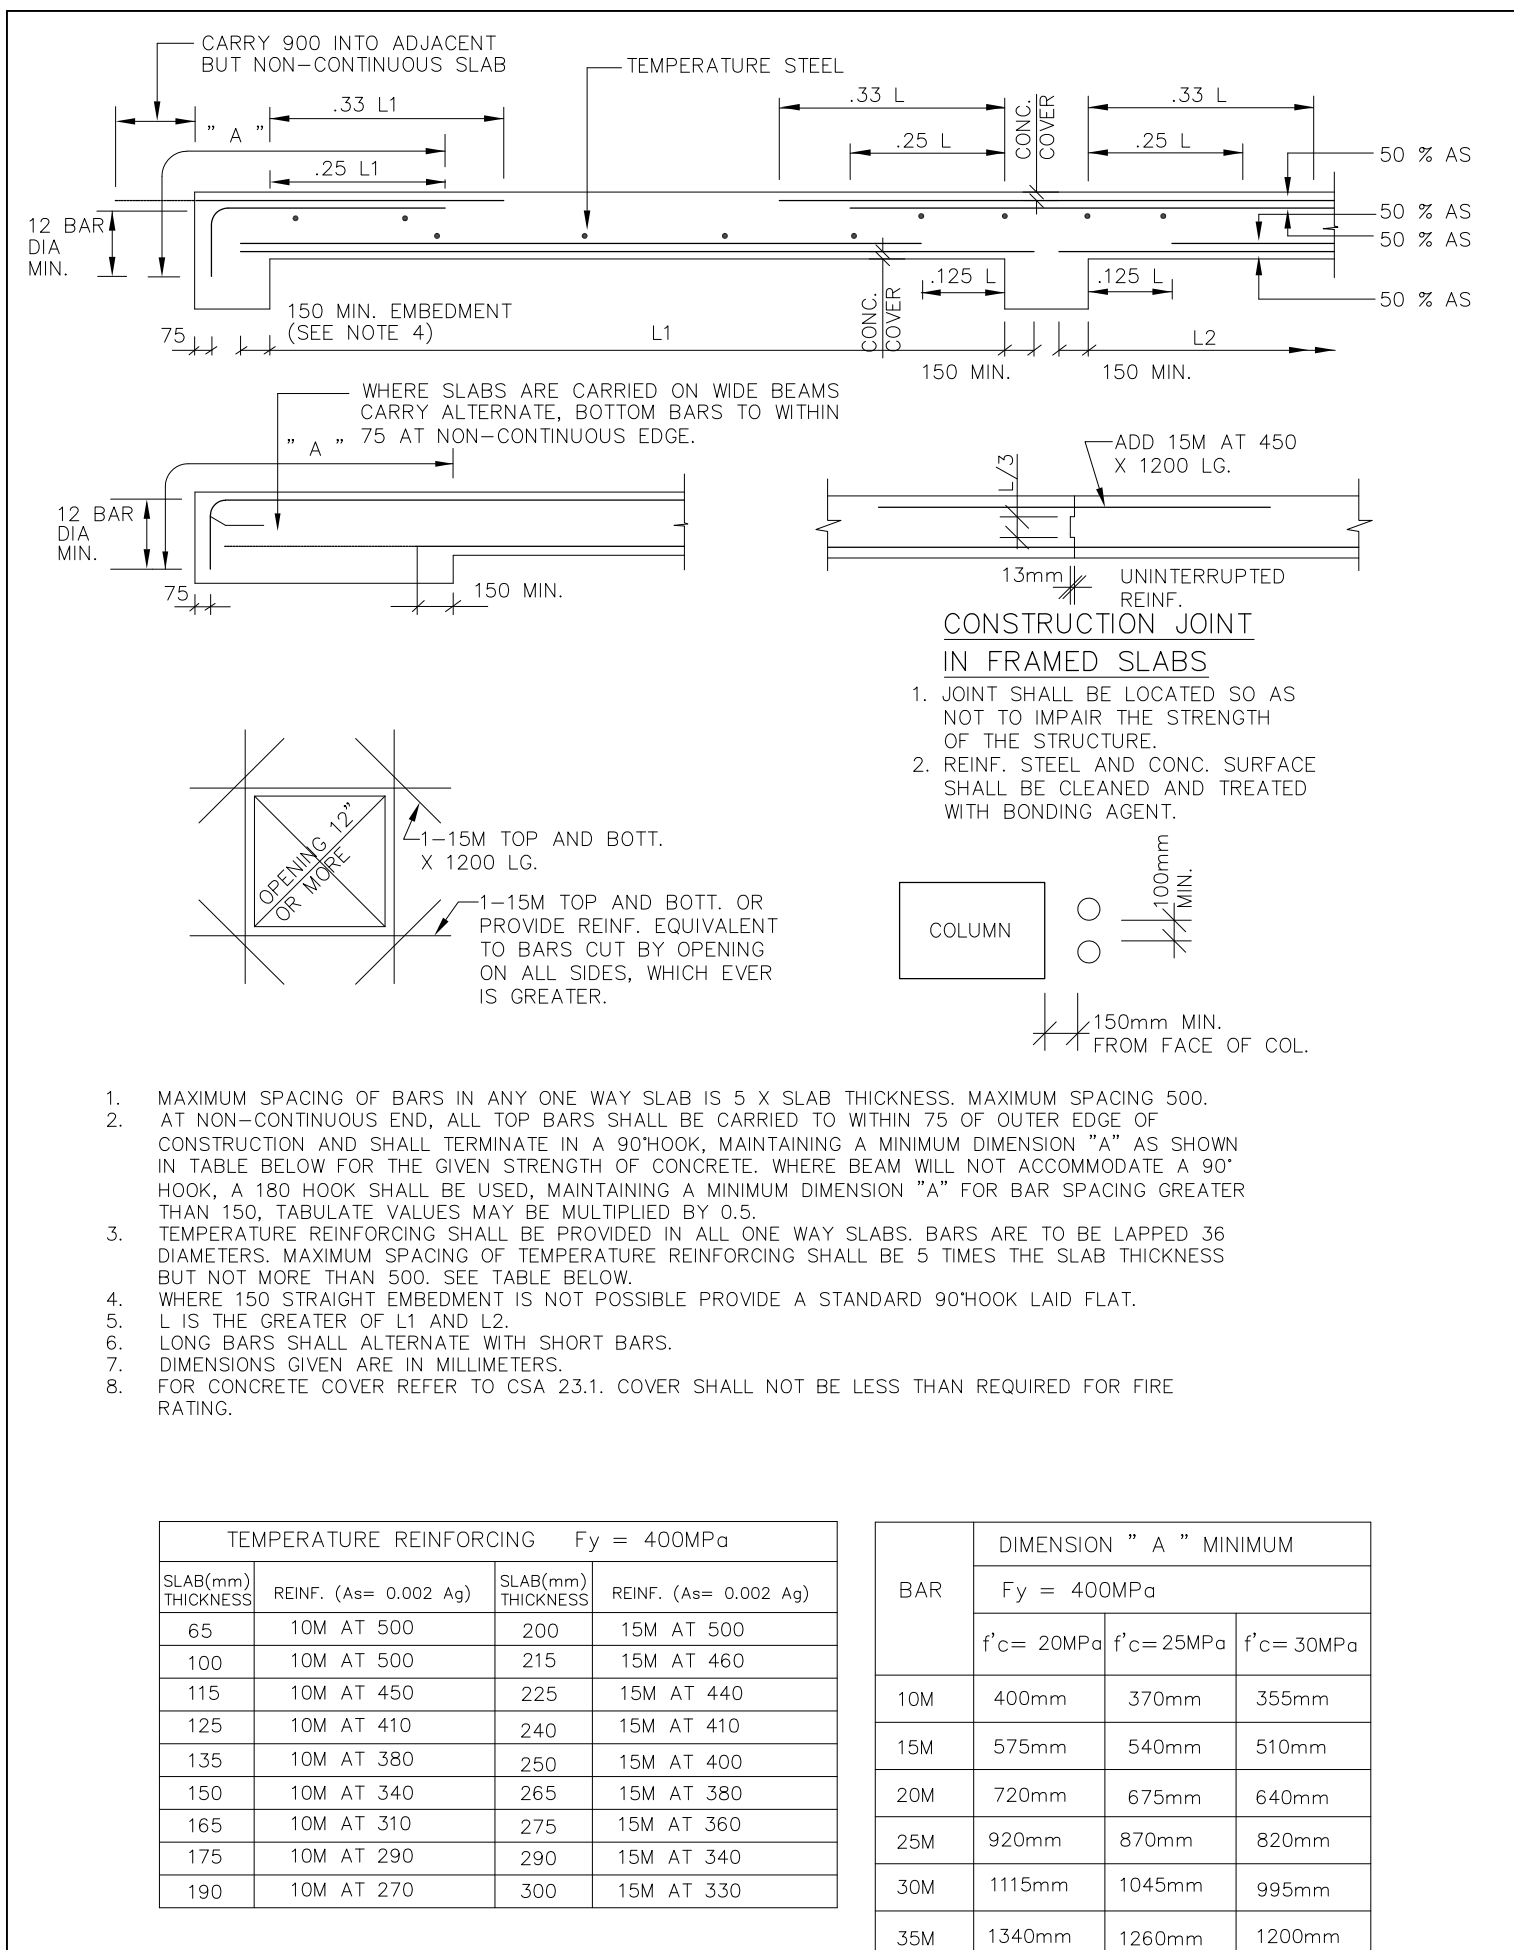 CARRY 900 INTO ADJACENT
BUT NON-CONTINUOUS SLAB
TEMPERATURE STEEL
.33 L1
.33 L
.33 L
" A "
CONC.
COVER
.25 L1
.25 L
.25 L
50 % AS
50 % AS
50 % AS
50 % AS
12 BAR
DIA
MIN.
.125 L
.125 L
150 MIN. EMBEDMENT
(SEE NOTE 4)
75
L1
CONC.
COVER
L2
150 MIN.
150 MIN.
WHERE SLABS ARE CARRIED ON WIDE BEAMS
CARRY ALTERNATE, BOTTOM BARS TO WITHIN
75 AT NON-CONTINUOUS EDGE.
" A "
12 BAR
DIA
MIN.
75
150 MIN.
ADD 15M AT 450
X 1200 LG.
L/3
13mm
UNINTERRUPTED
REINF.
CONSTRUCTION JOINT
IN FRAMED SLABS
1. JOINT SHALL BE LOCATED SO AS
NOT TO IMPAIR THE STRENGTH
OF THE STRUCTURE.
2. REINF. STEEL AND CONC. SURFACE
SHALL BE CLEANED AND TREATED
WITH BONDING AGENT.
OPENING 12"
OR MORE
1-15M TOP AND BOTT.
X 1200 LG.
1-15M TOP AND BOTT. OR
PROVIDE REINF. EQUIVALENT
TO BARS CUT BY OPENING
ON ALL SIDES, WHICH EVER
IS GREATER.
COLUMN
100mm
MIN.
150mm MIN.
FROM FACE OF COL.
1. MAXIMUM SPACING OF BARS IN ANY ONE WAY SLAB IS 5 X SLAB THICKNESS. MAXIMUM SPACING 500.
2. AT NON-CONTINUOUS END, ALL TOP BARS SHALL BE CARRIED TO WITHIN 75 OF OUTER EDGE OF
CONSTRUCTION AND SHALL TERMINATE IN A 90°HOOK, MAINTAINING A MINIMUM DIMENSION "A" AS SHOWN
IN TABLE BELOW FOR THE GIVEN STRENGTH OF CONCRETE. WHERE BEAM WILL NOT ACCOMMODATE A 90°
HOOK, A 180 HOOK SHALL BE USED, MAINTAINING A MINIMUM DIMENSION "A" FOR BAR SPACING GREATER
THAN 150, TABULATE VALUES MAY BE MULTIPLIED BY 0.5.
3. TEMPERATURE REINFORCING SHALL BE PROVIDED IN ALL ONE WAY SLABS. BARS ARE TO BE LAPPED 36
DIAMETERS. MAXIMUM SPACING OF TEMPERATURE REINFORCING SHALL BE 5 TIMES THE SLAB THICKNESS
BUT NOT MORE THAN 500. SEE TABLE BELOW.
4. WHERE 150 STRAIGHT EMBEDMENT IS NOT POSSIBLE PROVIDE A STANDARD 90°HOOK LAID FLAT.
5. L IS THE GREATER OF L1 AND L2.
6. LONG BARS SHALL ALTERNATE WITH SHORT BARS.
7. DIMENSIONS GIVEN ARE IN MILLIMETERS.
8. FOR CONCRETE COVER REFER TO CSA 23.1. COVER SHALL NOT BE LESS THAN REQUIRED FOR FIRE
RATING.
TEMPERATURE REINFORCING Fy = 400MPa
SLAB(mm) THICKNESS REINF. (As= 0.002 Ag) SLAB(mm) THICKNESS REINF. (As= 0.002 Ag)
65 10M AT 500 200 15M AT 500
100 10M AT 500 215 15M AT 460
115 10M AT 450 225 15M AT 440
125 10M AT 410 240 15M AT 410
135 10M AT 380 250 15M AT 400
150 10M AT 340 265 15M AT 380
165 10M AT 310 275 15M AT 360
175 10M AT 290 290 15M AT 340
190 10M AT 270 300 15M AT 330
DIMENSION " A " MINIMUM
BAR Fy = 400MPa
f'c= 20MPa f'c=25MPa f'c=30MPa
10M 400mm 370mm 355mm
15M 575mm 540mm 510mm
20M 720mm 675mm 640mm
25M 920mm 870mm 820mm
30M 1115mm 1045mm 995mm
35M 1340mm 1260mm 1200mm